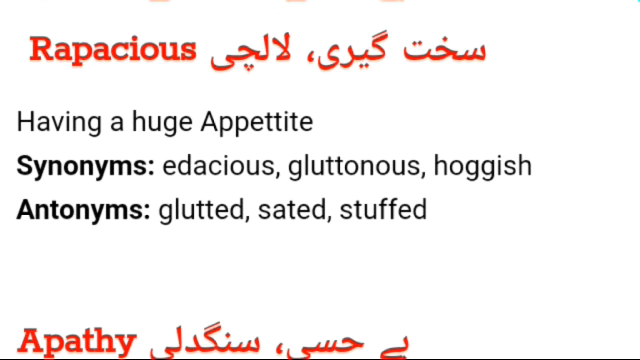 Rapacious سخت گیری، لالچی
Having a huge Appettite
Synonyms: edacious, gluttonous, hoggish
Antonyms: glutted, sated, stuffed
Apathy بے حسی، سنگدلی